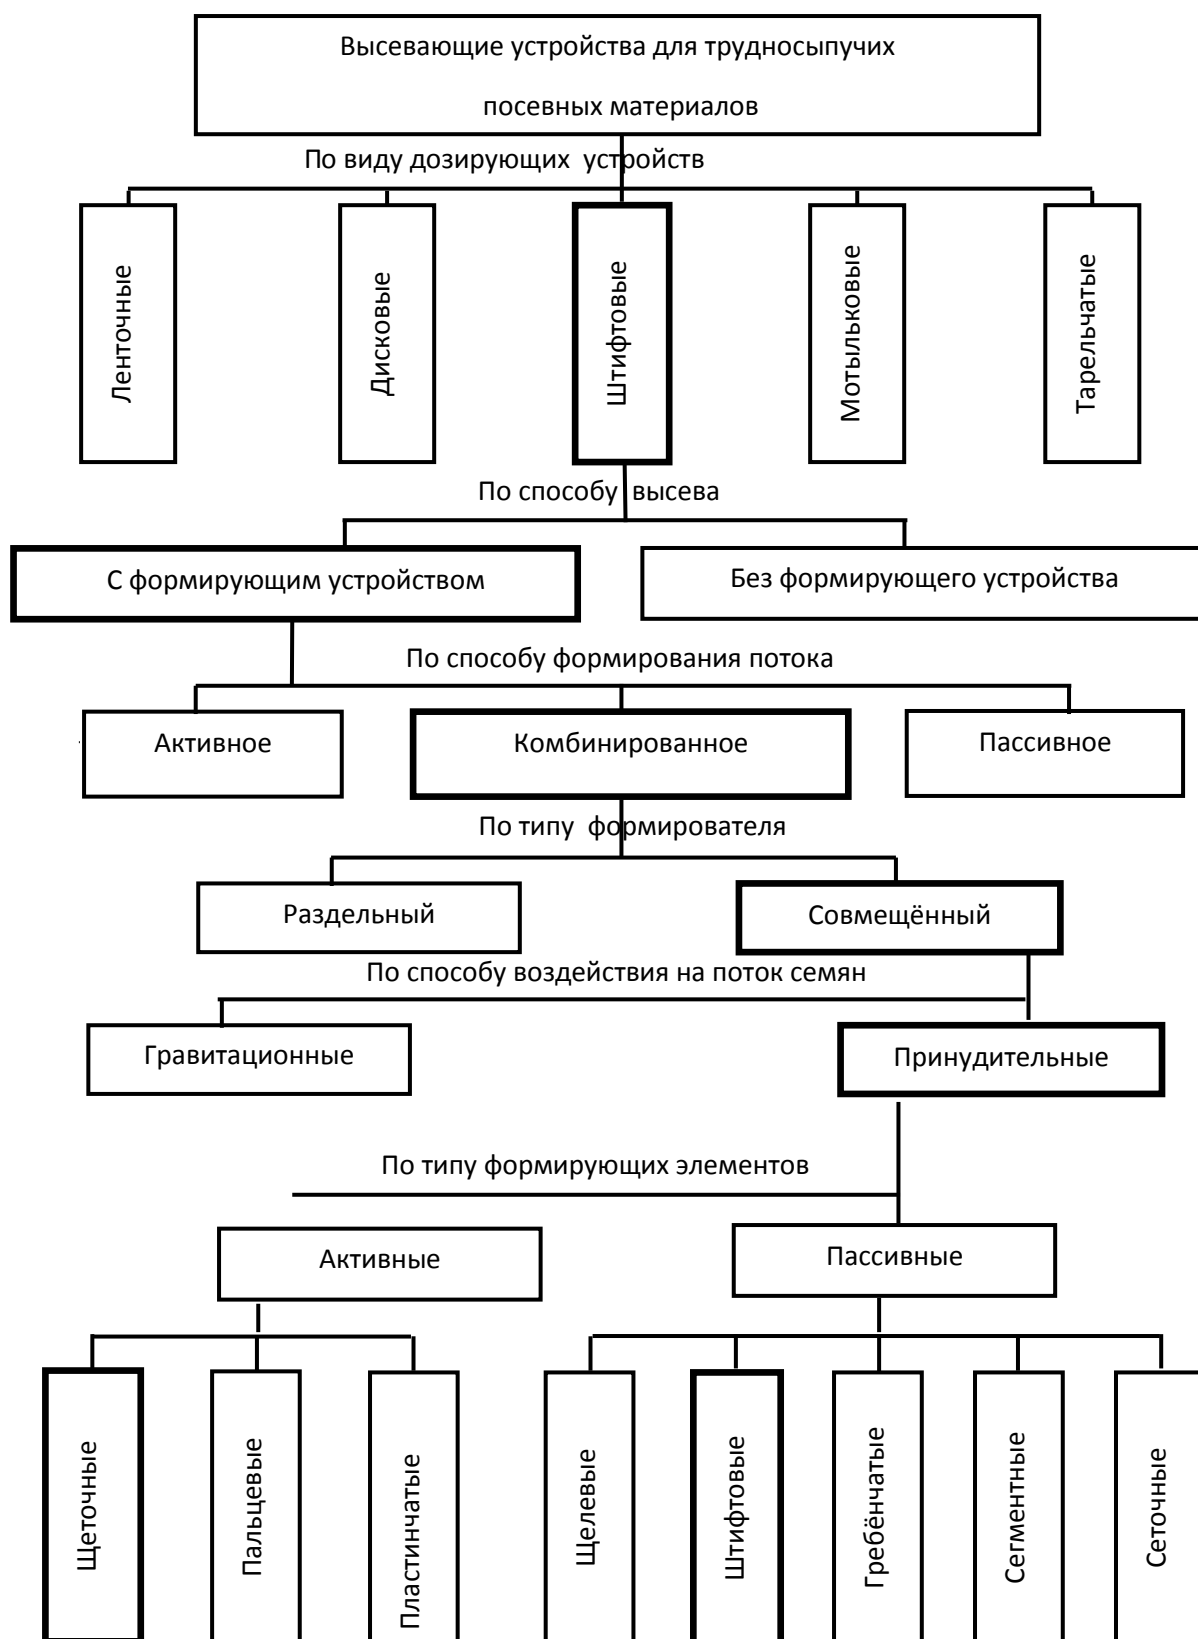 Высевающие устройства для трудносыпучих
посевных материалов
По виду дозирующих устройств
Ленточные
Дисковые
Штифтовые
Мотыльковые
Тарельчатые
По способу высева
С формирующим устройством
Без формирующего устройства
По способу формирования потока
Активное
Комбинированное
Пассивное
По типу формирователя
Раздельный
Совмещённый
По способу воздействия на поток семян
Гравитационные
Принудительные
По типу формирующих элементов
Активные
Пассивные
Щеточные
Пальцевые
Пластинчатые
Щелевые
Штифтовые
Гребёнчатые
Сегментные
Сеточные